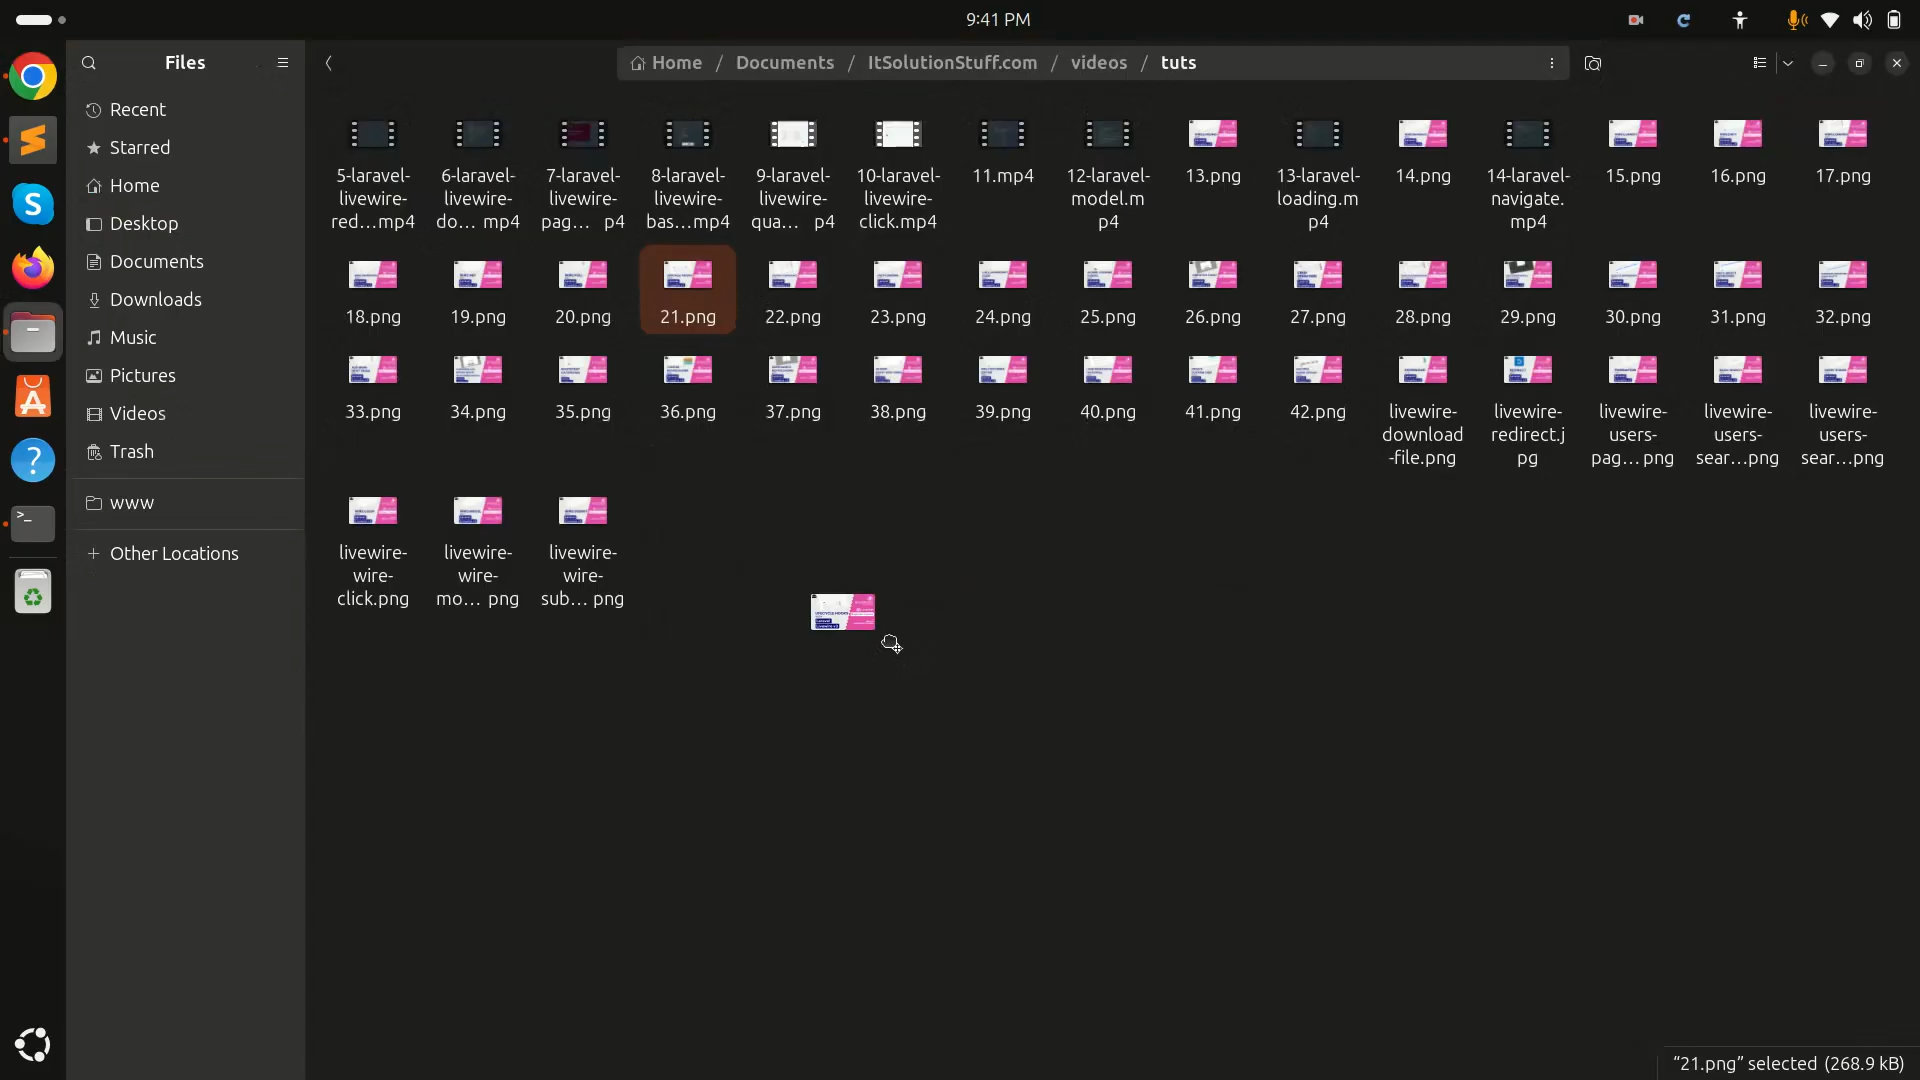 9:41 PM
Files
Home / Documents / ItSolutionStuff.com / videos / tuts
Recent
Starred
Home
Desktop
Documents
Downloads
Music
Pictures
Videos
Trash
www
Other Locations
5-laravel-
livewire-
red...mp4
6-laravel-
livewire-
do... mp4
7-laravel-
livewire-
pag... p4
8-laravel-
livewire-
bas...mp4
9-laravel-
livewire-
qua... p4
10-laravel-
livewire-
click.mp4
11.mp4
12-laravel-
model.m
p4
13.png
13-laravel-
loading.m
p4
14.png
14-laravel-
navigate.
mp4
15.png
16.png
17.png
18.png
19.png
20.png
21.png
22.png
23.png
24.png
25.png
26.png
27.png
28.png
29.png
30.png
31.png
32.png
33.png
34.png
35.png
36.png
37.png
38.png
39.png
40.png
41.png
42.png
livewire-
download
-file.png
livewire-
redirect.j
pg
livewire-
users-
pag... png
livewire-
users-
sear...png
livewire-
users-
sear...png
livewire-
wire-
click.png
livewire-
wire-
mo... png
livewire-
wire-
sub... png
"21.png" selected (268.9 kB)